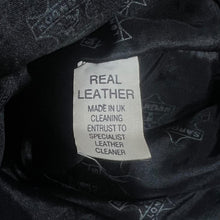 REAL
LEATHER
MADE IN UK
CLEANING
ENTRUST TO
SPECIALIST
LEATHER
CLEANER